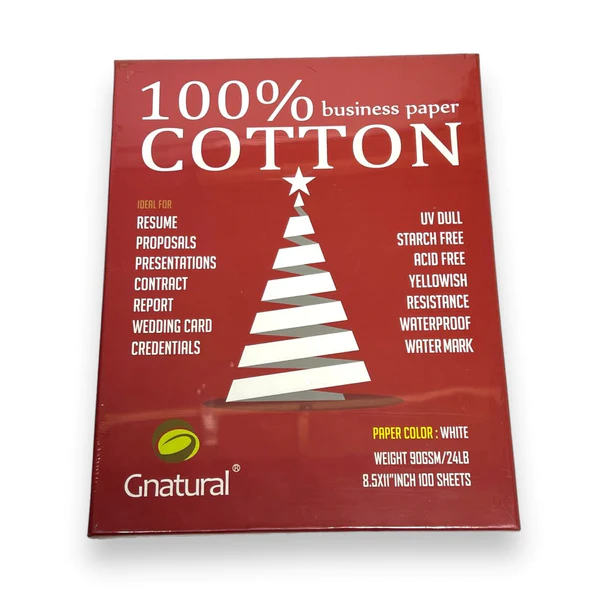 100% business paper
COTTON
IDEAL FOR
RESUME
PROPOSALS
PRESENTATIONS
CONTRACT
REPORT
WEDDING CARD
CREDENTIALS
UV DULL
STARCH FREE
ACID FREE
YELLOWISH
RESISTANCE
WATERPROOF
WATER MARK
Gnatural®
PAPER COLOR : WHITE
WEIGHT 90GSM/24LB
8.5X11"INCH 100 SHEETS